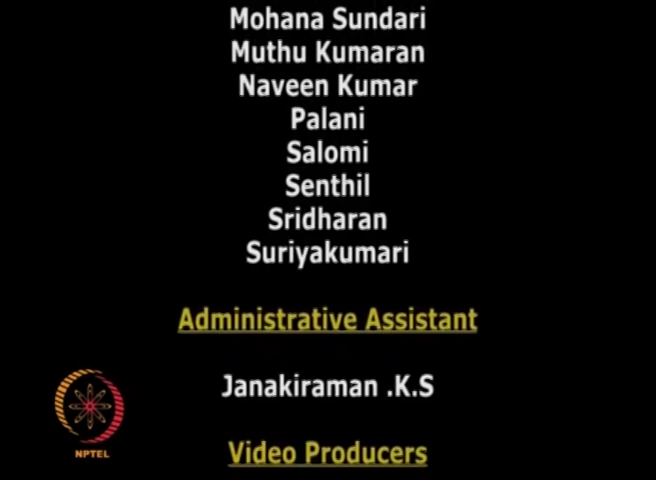 Mohana Sundari
Muthu Kumaran
Naveen Kumar
Palani
Salomi
Senthil
Sridharan
Suriyakumari
Administrative Assistant
Janakiraman .K.S
NPTEL
Video Producers